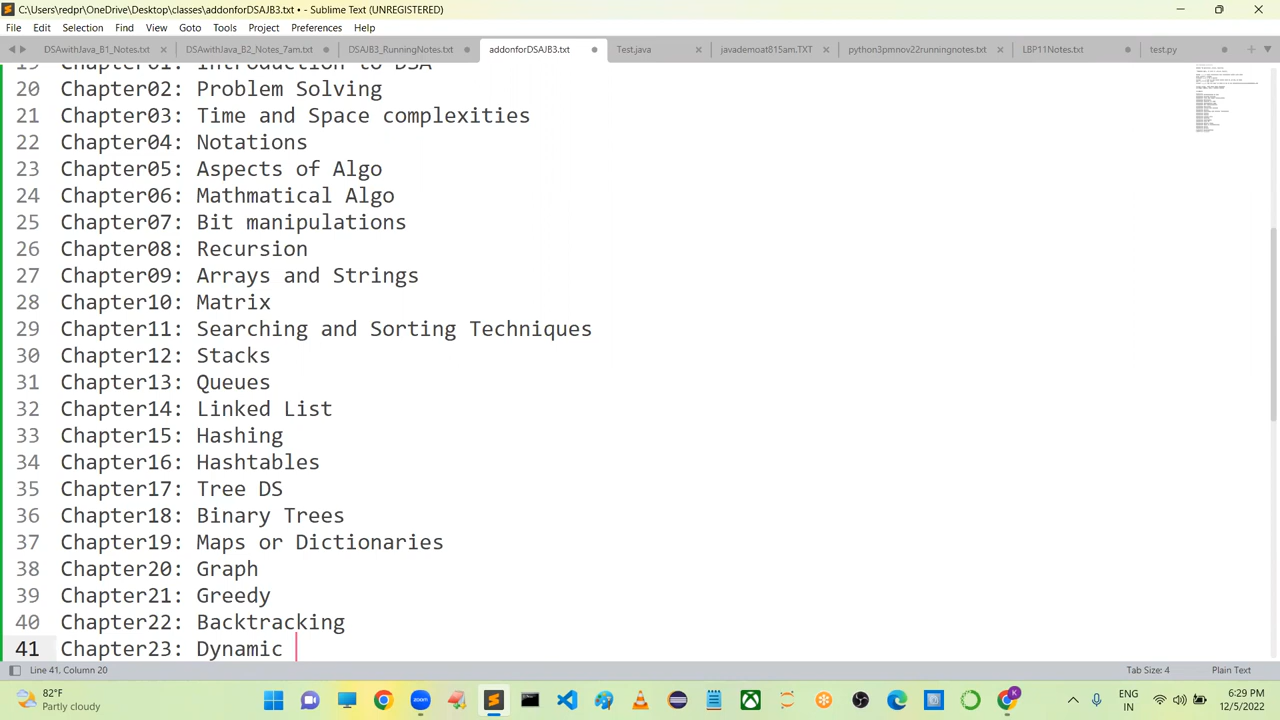 C:\Users\redpr\OneDrive\Desktop\classes\addonforDSAJB3.txt • - Sublime Text (UNREGISTERED)
File Edit Selection Find View Goto Tools Project Preferences Help
DSAwithJava_B1_Notes.txt DSAwithJava_B2_Notes_7am.txt DSAJB3_RunningNotes.txt addonforDSAJB3.txt Test.java javademoat815am.TXT python3pmnov22runningnotes.txt LBP11Notes.txt test.py
19 Chapter01: Introduction to DSA
20 Chapter02: Problem Solving
21 Chapter03: Time and Space complexities
22 Chapter04: Notations
23 Chapter05: Aspects of Algo
24 Chapter06: Mathmatical Algo
25 Chapter07: Bit manipulations
26 Chapter08: Recursion
27 Chapter09: Arrays and Strings
28 Chapter10: Matrix
29 Chapter11: Searching and Sorting Techniques
30 Chapter12: Stacks
31 Chapter13: Queues
32 Chapter14: Linked List
33 Chapter15: Hashing
34 Chapter16: Hashtables
35 Chapter17: Tree DS
36 Chapter18: Binary Trees
37 Chapter19: Maps or Dictionaries
38 Chapter20: Graph
39 Chapter21: Greedy
40 Chapter22: Backtracking
41 Chapter23: Dynamic
Line 41, Column 20 Tab Size: 4 Plain Text
82°F
Partly cloudy
zoom
K
ENG
IN
6:29 PM
12/5/2022